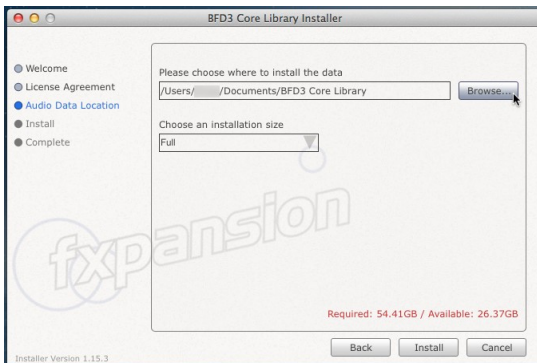 BFD3 Core Library Installer
Welcome
License Agreement
Audio Data Location
Install
Complete
Please choose where to install the data
/Users/ /Documents/BFD3 Core Library
Browse...
Choose an installation size
Full
fxpansion
Required: 54.41GB / Available: 26.37GB
Installer Version 1.15.3
Back
Install
Cancel